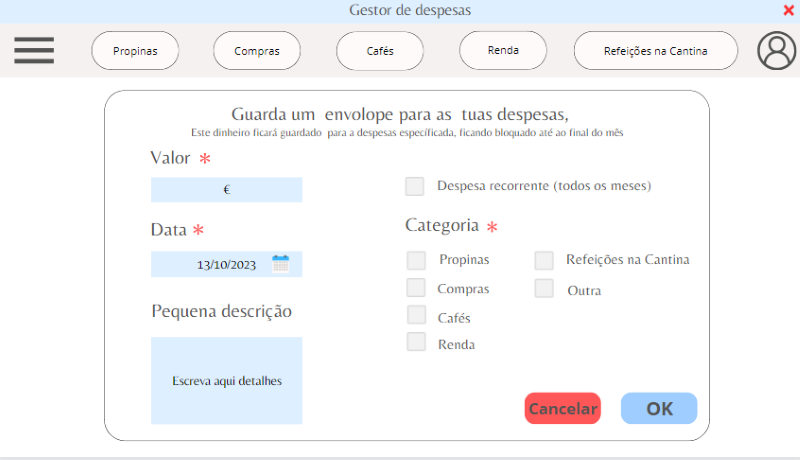 Gestor de despesas
Propinas
Compras
Cafés
Renda
Refeições na Cantina
Guarda um envolope para as tuas despesas,
Este dinheiro ficará guardado para a despesas específicada, ficando bloquado até ao final do mês
Valor *
€
Despesa recorrente (todos os meses)
Data *
13/10/2023
Categoria *
Propinas
Refeições na Cantina
Compras
Outra
Cafés
Renda
Pequena descrição
Escreva aqui detalhes
Cancelar
OK